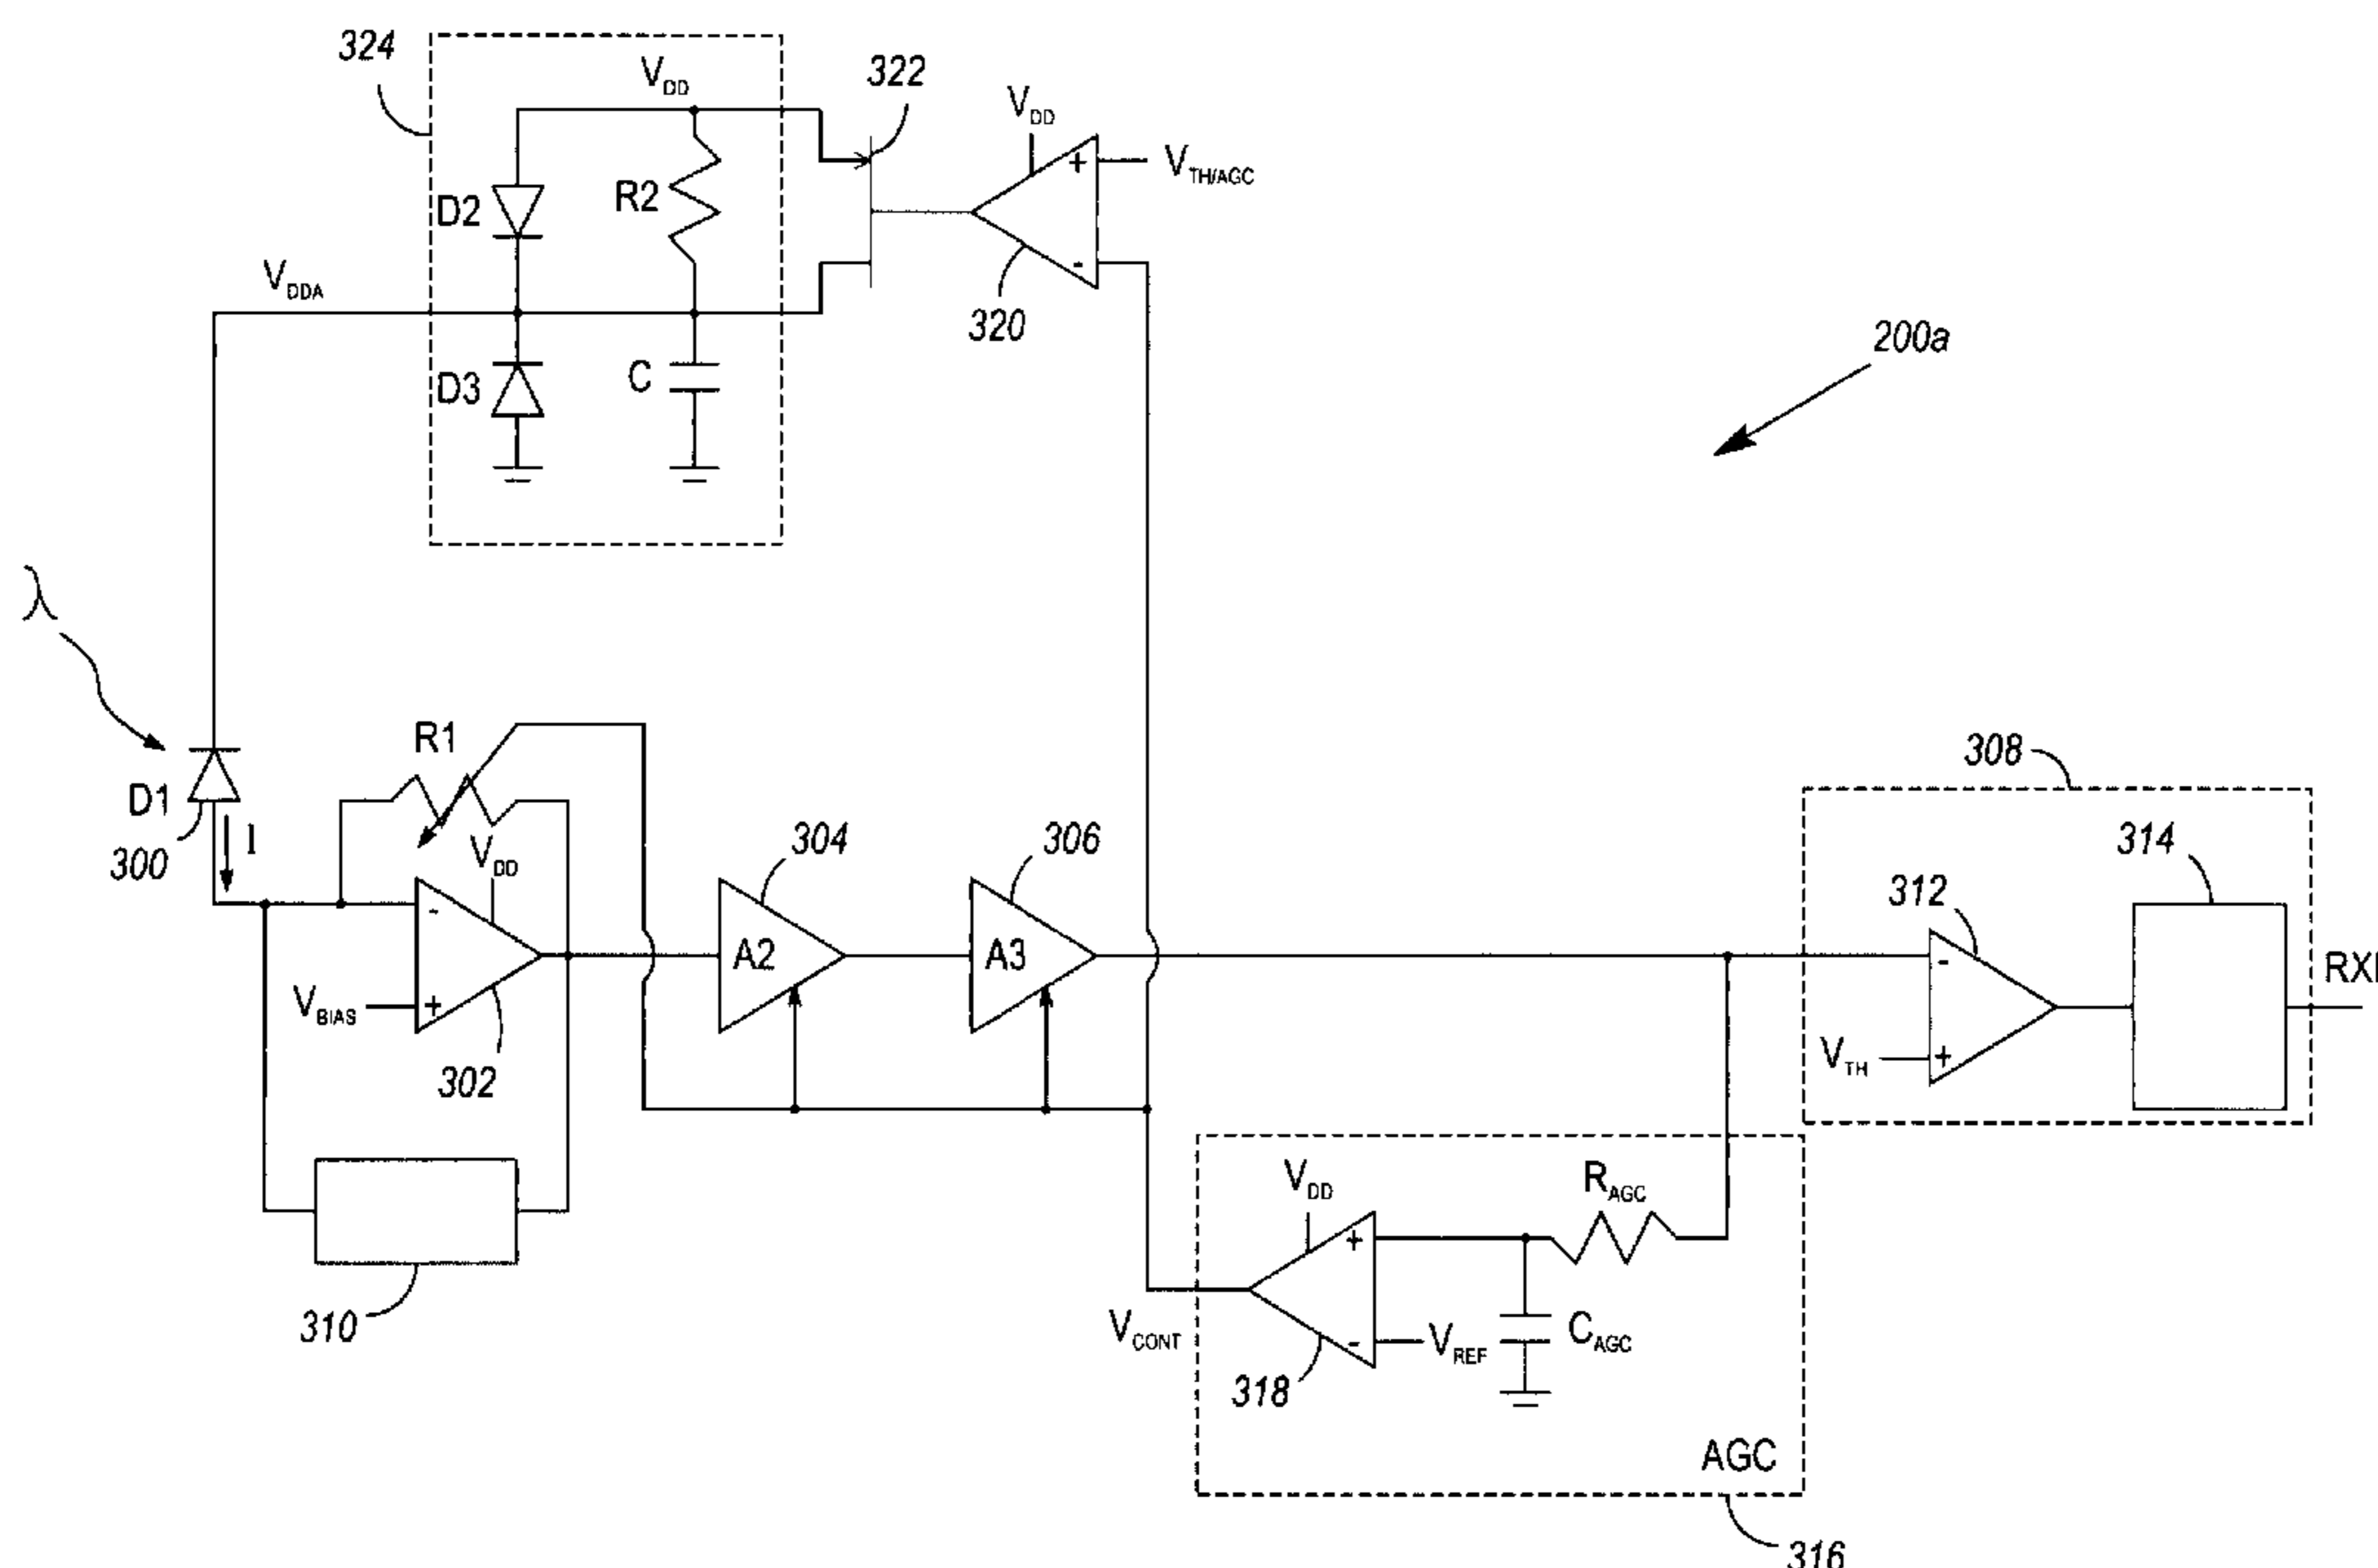 324
V_DD
322
V_DD
+
V_TH/AGC
D2
R2
V_DDA
-
320
D3
C
200a
λ
R1
308
D1
I
V_DD
304
306
314
300
312
-
A2
A3
-
RX
V_BIAS
+
V_TH
+
302
V_DD
R_AGC
+
310
V_CONT
-
V_REF
C_AGC
318
AGC
316